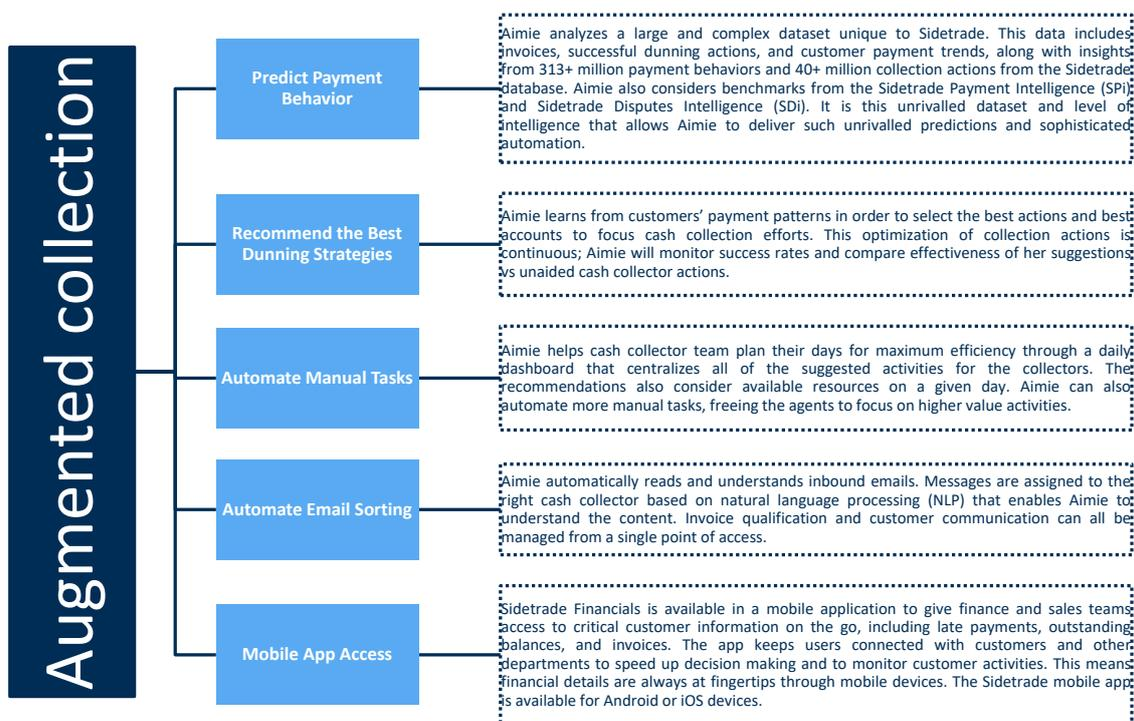 Augmented collection
Predict Payment
Behavior
Aimie analyzes a large and complex dataset unique to Sidetrade. This data includes
invoices, successful dunning actions, and customer payment trends, along with insights
from 313+ million payment behaviors and 40+ million collection actions from the Sidetrade
database. Aimie also considers benchmarks from the Sidetrade Payment Intelligence (SPi)
and Sidetrade Disputes Intelligence (SDi). It is this unrivalled dataset and level of
intelligence that allows Aimie to deliver such unrivalled predictions and sophisticated
automation.
Recommend the Best
Dunning Strategies
Aimie learns from customers’ payment patterns in order to select the best actions and best
accounts to focus cash collection efforts. This optimization of collection actions is
continuous; Aimie will monitor success rates and compare effectiveness of her suggestions
vs unaided cash collector actions.
Automate Manual Tasks
Aimie helps cash collector team plan their days for maximum efficiency through a daily
dashboard that centralizes all of the suggested activities for the collectors. The
recommendations also consider available resources on a given day. Aimie can also
automate more manual tasks, freeing the agents to focus on higher value activities.
Automate Email Sorting
Aimie automatically reads and understands inbound emails. Messages are assigned to the
right cash collector based on natural language processing (NLP) that enables Aimie to
understand the content. Invoice qualification and customer communication can all be
managed from a single point of access.
Mobile App Access
Sidetrade Financials is available in a mobile application to give finance and sales teams
access to critical customer information on the go, including late payments, outstanding
balances, and invoices. The app keeps users connected with customers and other
departments to speed up decision making and to monitor customer activities. This means
financial details are always at fingertips through mobile devices. The Sidetrade mobile app
is available for Android or iOS devices.